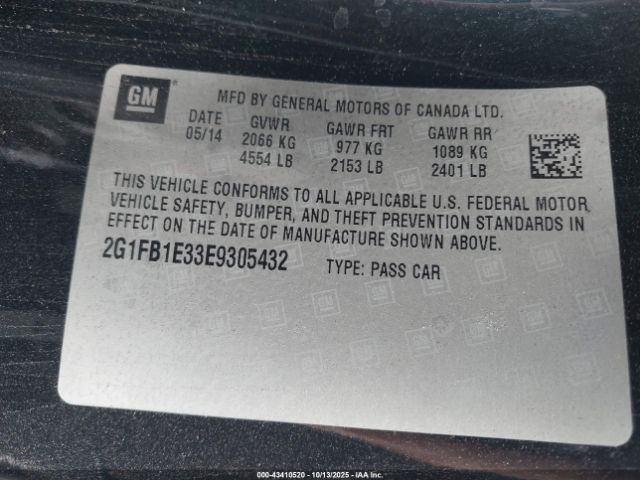 GM
MFD BY GENERAL MOTORS OF CANADA LTD.
DATE GVWR GAWR FRT GAWR RR
05/14 2066 KG 977 KG 1089 KG
4554 LB 2153 LB 2401 LB
THIS VEHICLE CONFORMS TO ALL APPLICABLE U.S. FEDERAL MOTOR
VEHICLE SAFETY, BUMPER, AND THEFT PREVENTION STANDARDS IN
EFFECT ON THE DATE OF MANUFACTURE SHOWN ABOVE.
2G1FB1E33E9305432 TYPE: PASS CAR
000-43410520 - 10/13/2025 - (C) IAA, INC.